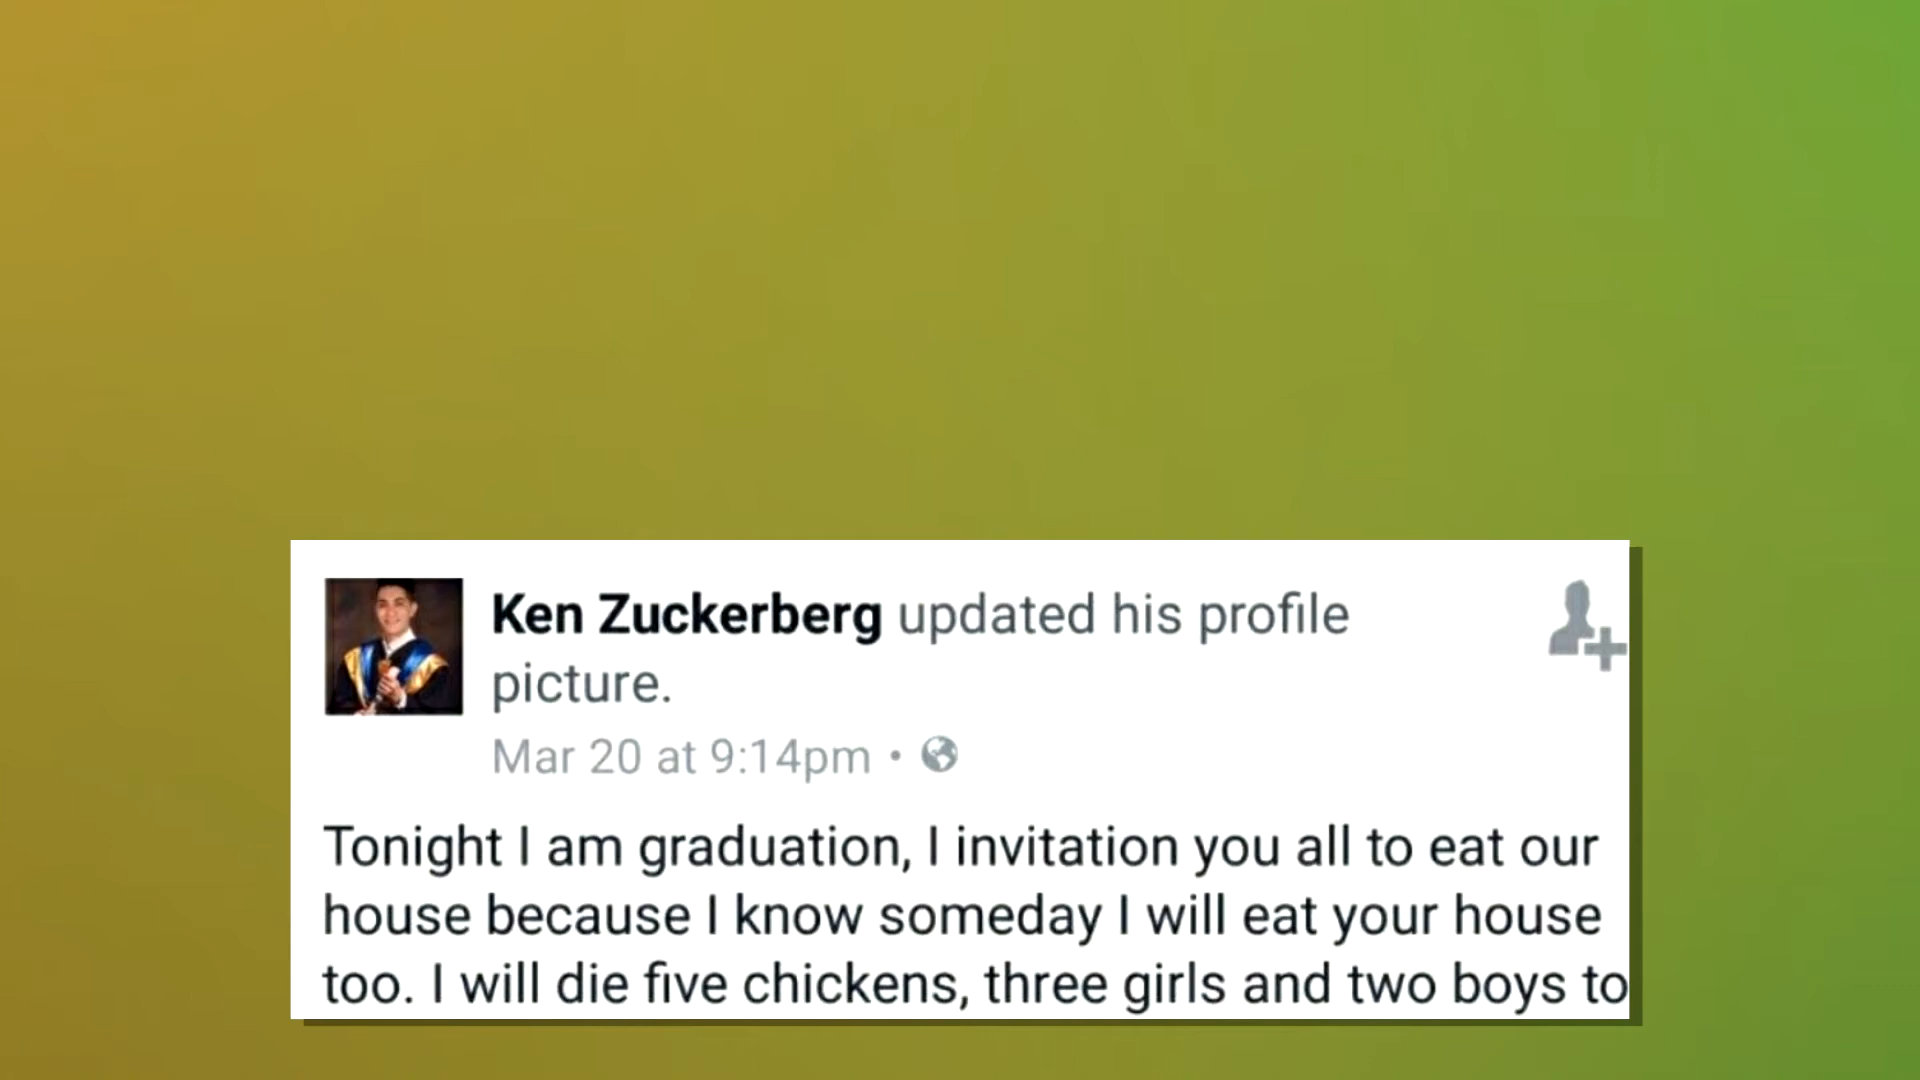 Ken Zuckerberg updated his profile
picture.
Mar 20 at 9:14pm •
Tonight I am graduation, I invitation you all to eat our
house because I know someday I will eat your house
too. I will die five chickens, three girls and two boys to